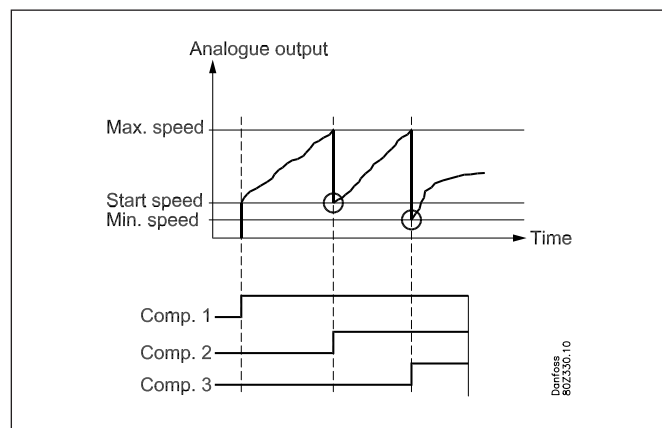 Analogue output
Max. speed
Start speed
Min. speed
Time
Comp. 1
Comp. 2
Comp. 3
Danfoss
80Z330.10